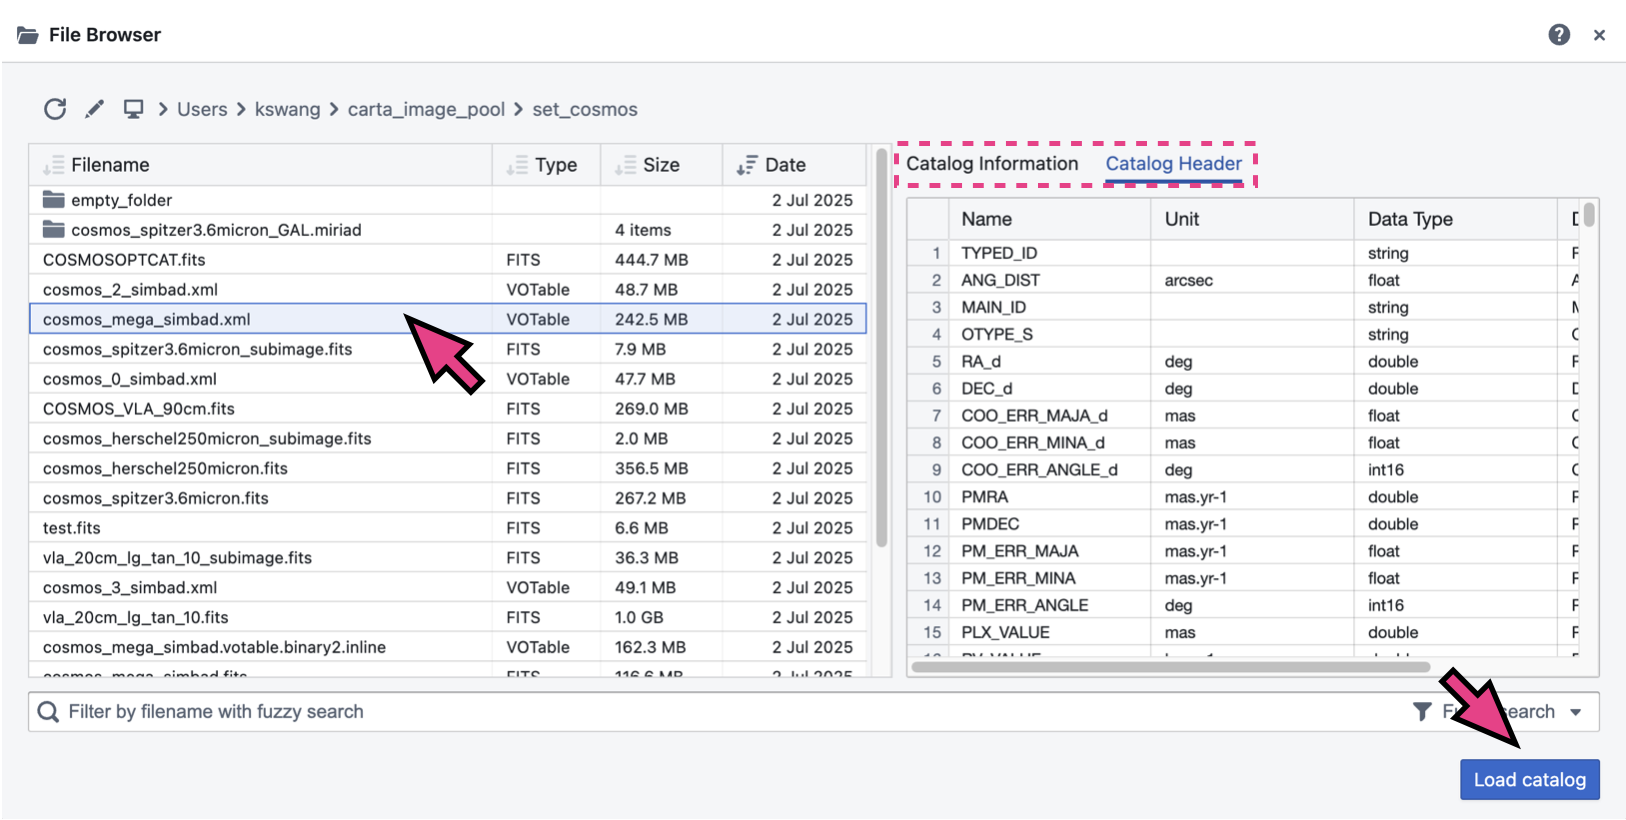 File Browser
Users kswang carta_image_pool set_cosmos
Filename Type Size Date
empty_folder 2 Jul 2025
cosmos_spitzer3.6micron_GAL.miriad 4 items 2 Jul 2025
COSMOSOPTCAT.fits FITS 444.7 MB 2 Jul 2025
cosmos_2_simbad.xml VOTable 48.7 MB 2 Jul 2025
cosmos_mega_simbad.xml VOTable 242.5 MB 2 Jul 2025
cosmos_spitzer3.6micron_subimage.fits FITS 7.9 MB 2 Jul 2025
cosmos_0_simbad.xml VOTable 47.7 MB 2 Jul 2025
COSMOS_VLA_90cm.fits FITS 269.0 MB 2 Jul 2025
cosmos_herschel250micron_subimage.fits FITS 2.0 MB 2 Jul 2025
cosmos_herschel250micron.fits FITS 356.5 MB 2 Jul 2025
cosmos_spitzer3.6micron.fits FITS 267.2 MB 2 Jul 2025
test.fits FITS 6.6 MB 2 Jul 2025
vla_20cm_lg_tan_10_subimage.fits FITS 36.3 MB 2 Jul 2025
cosmos_3_simbad.xml VOTable 49.1 MB 2 Jul 2025
vla_20cm_lg_tan_10.fits FITS 1.0 GB 2 Jul 2025
cosmos_mega_simbad.votable.binary2.inline VOTable 162.3 MB 2 Jul 2025
cosmos_mega_simbad.fits FITS 116.6 MB 2 Jul 2025
Catalog Information Catalog Header
Name Unit Data Type
1 TYPED_ID string
2 ANG_DIST arcsec float
3 MAIN_ID string
4 OTYPE_S string
5 RA_d deg double
6 DEC_d deg double
7 COO_ERR_MAJA_d mas float
8 COO_ERR_MINA_d mas float
9 COO_ERR_ANGLE_d deg int16
10 PMRA mas.yr-1 double
11 PMDEC mas.yr-1 double
12 PM_ERR_MAJA mas.yr-1 float
13 PM_ERR_MINA mas.yr-1 float
14 PM_ERR_ANGLE deg int16
15 PLX_VALUE mas double
Filter by filename with fuzzy search
Load catalog